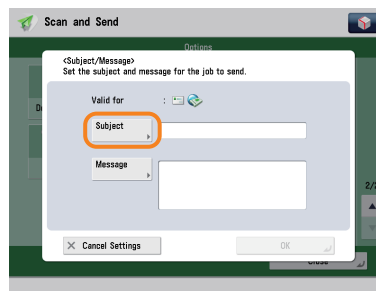 Scan and Send
Options
<Subject/Message>
Set the subject and message for the job to send.
Valid for :
Subject
Message
2/2
Cancel Settings
OK
Close